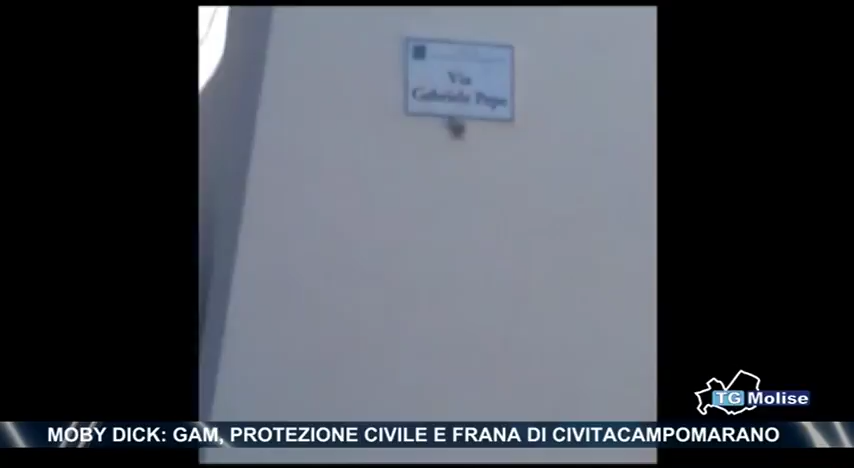 Via
Gabriele Pepe
TG Molise
MOBY DICK: GAM, PROTEZIONE CIVILE E FRANA DI CIVITACAMPOMARANO